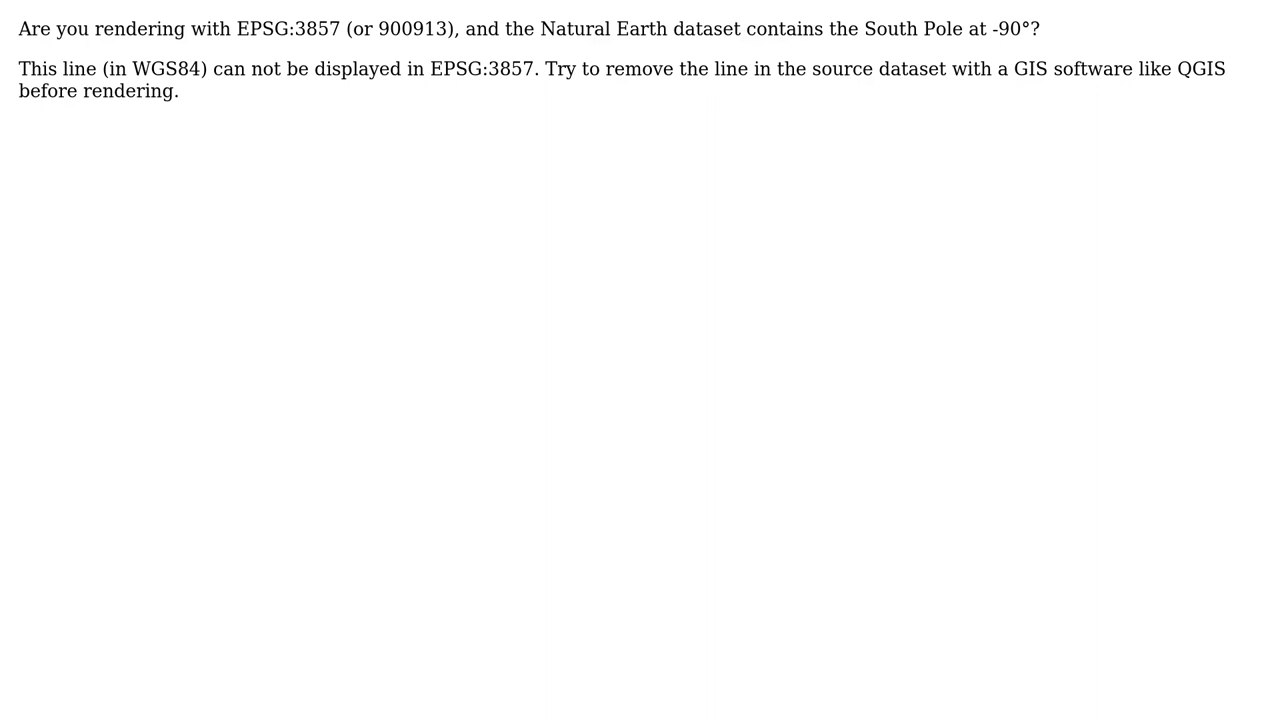 Are you rendering with EPSG:3857 (or 900913), and the Natural Earth dataset contains the South Pole at -90°?
This line (in WGS84) can not be displayed in EPSG:3857. Try to remove the line in the source dataset with a GIS software like QGIS
before rendering.